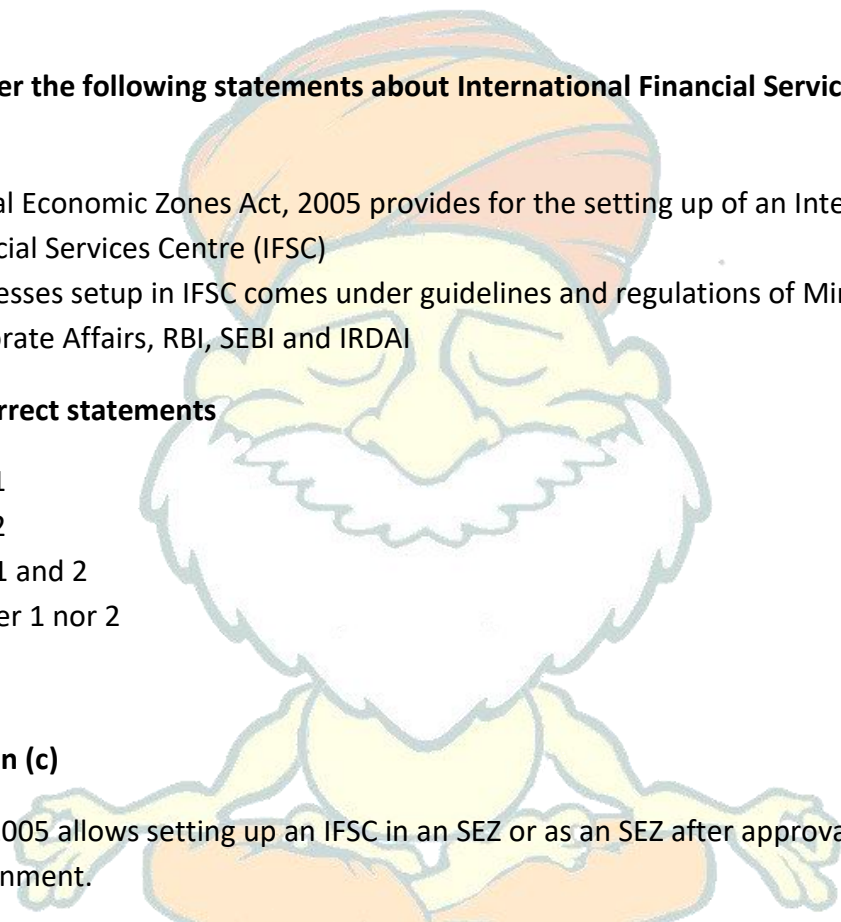 er the following statements about International Financial Servic
al Economic Zones Act, 2005 provides for the setting up of an Inte
cial Services Centre (IFSC)
esses setup in IFSC comes under guidelines and regulations of Min
orate Affairs, RBI, SEBI and IRDAI
rrect statements
1
2
1 and 2
er 1 nor 2
n (c)
005 allows setting up an IFSC in an SEZ or as an SEZ after approva
nment.